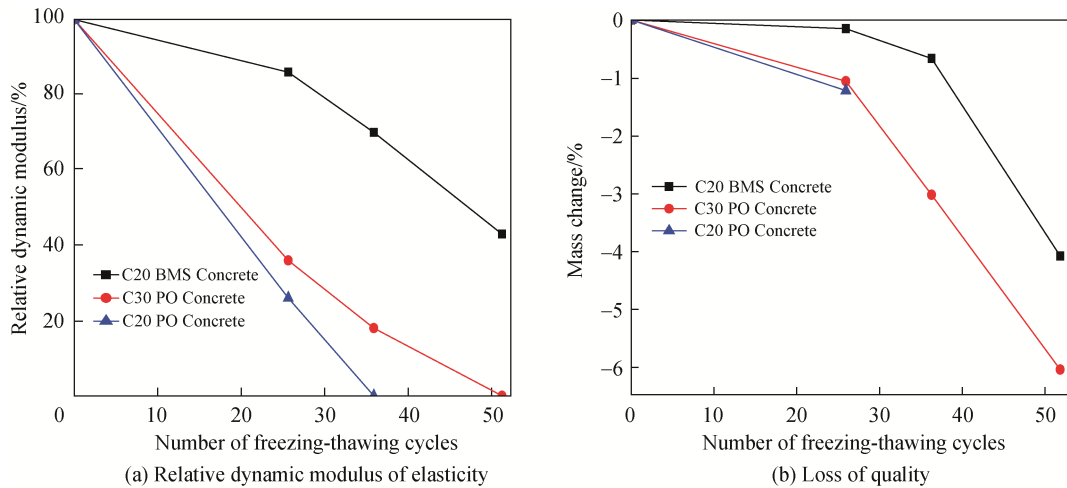 100
80
60
40
20
0
10
20
30
40
50
Relative dynamic modulus/%
C20 BMS Concrete
C30 PO Concrete
C20 PO Concrete
Number of freezing-thawing cycles
(a) Relative dynamic modulus of elasticity
0
−1
−2
−3
−4
−5
−6
0
10
20
30
40
50
Mass change/%
C20 BMS Concrete
C30 PO Concrete
C20 PO Concrete
Number of freezing-thawing cycles
(b) Loss of quality